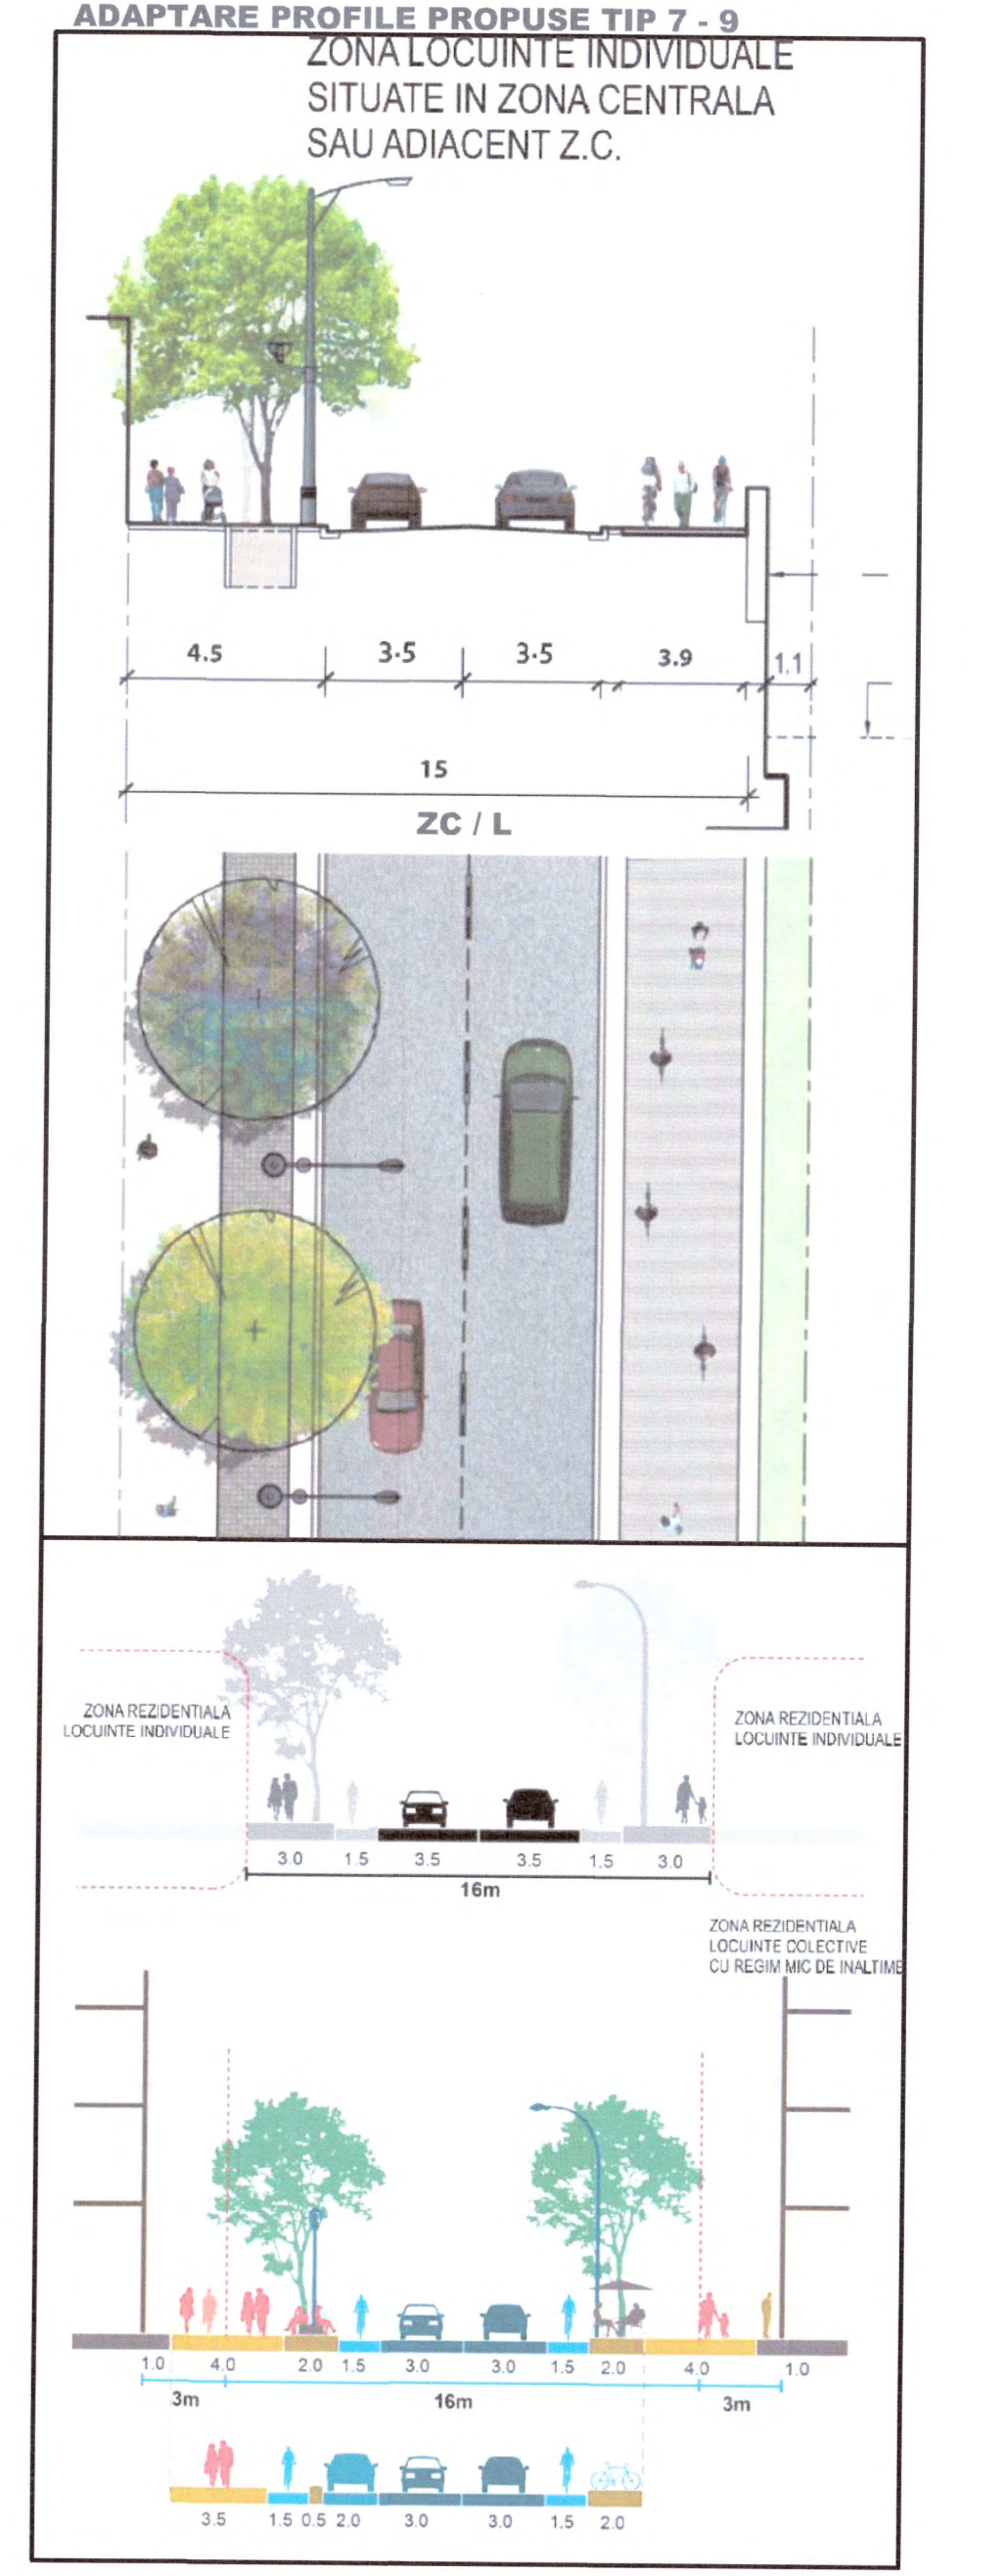 ADAPTARE PROFILE PROPUSE TIP 7 - 9
ZONA LOCUINTE INDIVIDUALE
SITUATE IN ZONA CENTRALA
SAU ADIACENT Z.C.
4.5 3.5 3.5 3.9 1.1
15
ZC / L
ZONA REZIDENTIALA
LOCUINTE INDIVIDUALE
ZONA REZIDENTIALA
LOCUINTE INDIVIDUALE
3.0 1.5 3.5 3.5 1.5 3.0
16m
ZONA REZIDENTIALA
LOCUINTE COLECTIVE
CU REGIM MIC DE INALTIME
1.0 4.0 2.0 1.5 3.0 3.0 1.5 2.0 4.0 1.0
3m 16m 3m
3.5 1.5 0.5 2.0 3.0 3.0 1.5 2.0